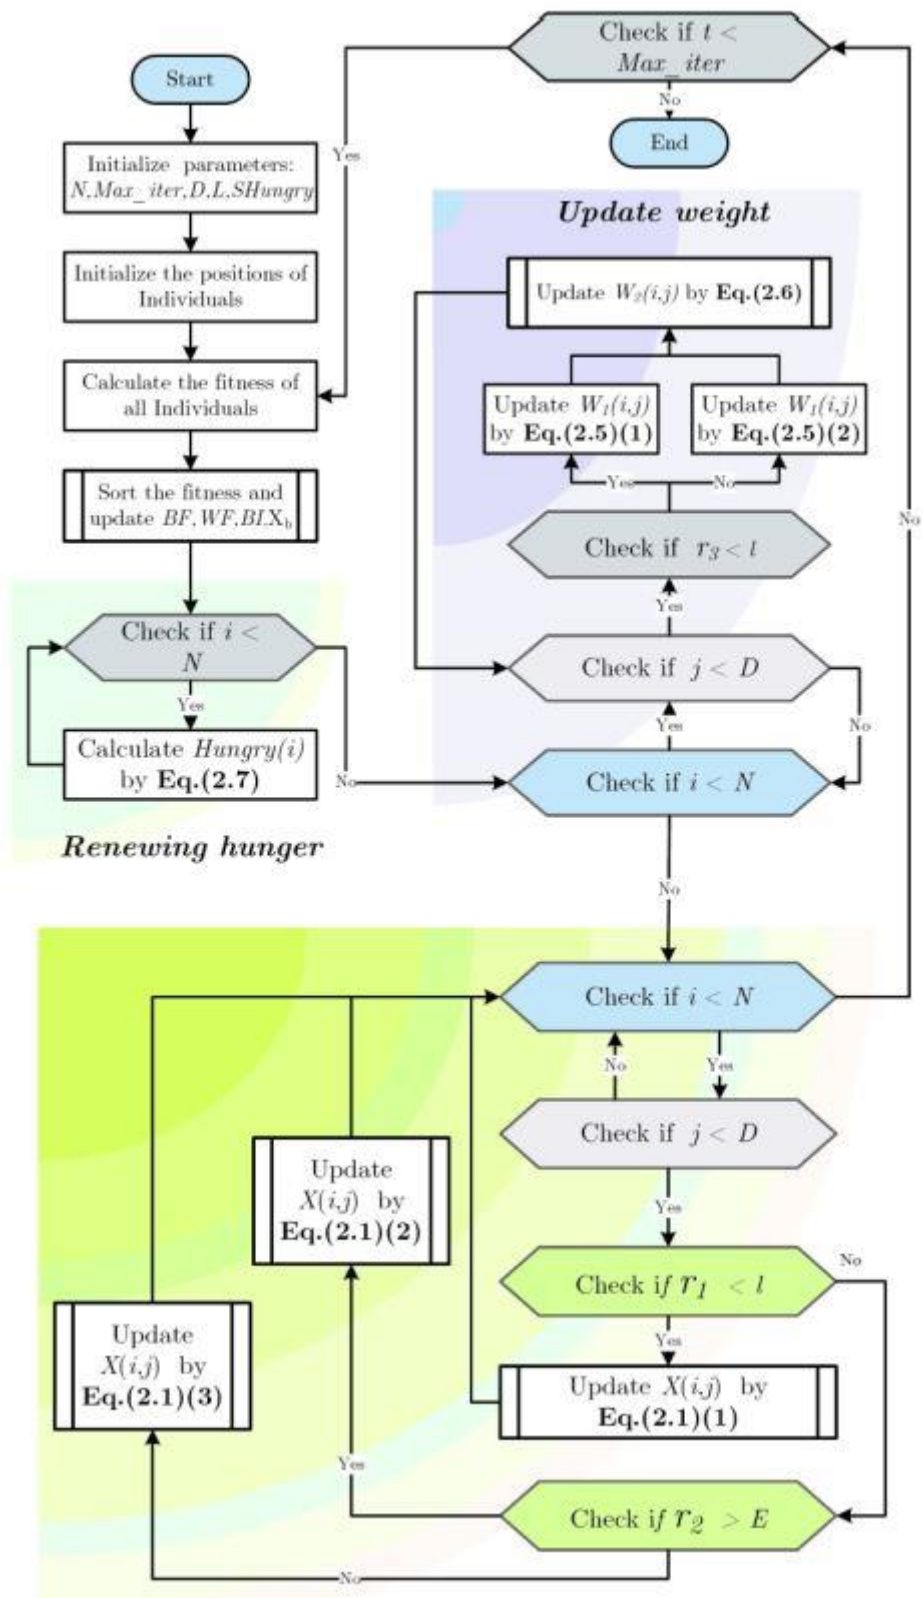 Check if t <
Max_iter
Start
No
End
Yes
Initialize parameters:
N,Max_iter,D,L,SHungry
Update weight
Initialize the positions of
Individuals
Update W₂(i,j) by Eq.(2.6)
Calculate the fitness of
all Individuals
Update W₁(i,j)
by Eq.(2.5)(1)
Update W₁(i,j)
by Eq.(2.5)(2)
Sort the fitness and
update BF,WF,BI,X_b
Yes
No
No
Check if r₃ < l
Yes
Check if i <
N
Check if j < D
Yes
Yes
No
Calculate Hungry(i)
by Eq.(2.7)
No
Check if i < N
Renewing hunger
No
Check if i < N
No
Yes
Check if j < D
Update
X(i,j) by
Eq.(2.1)(2)
Yes
No
Check if r₁ < l
Update
X(i,j) by
Eq.(2.1)(3)
Yes
Update X(i,j) by
Eq.(2.1)(1)
Yes
Check if r₂ > E
No